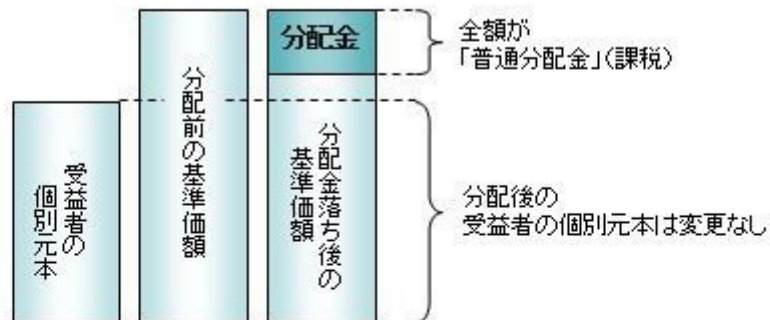 受益者の
個別元本
分配前の基準価額
分配金
分配金落ち後の
基準価額
全額が
「普通分配金」(課税)
分配後の
受益者の個別元本は変更なし